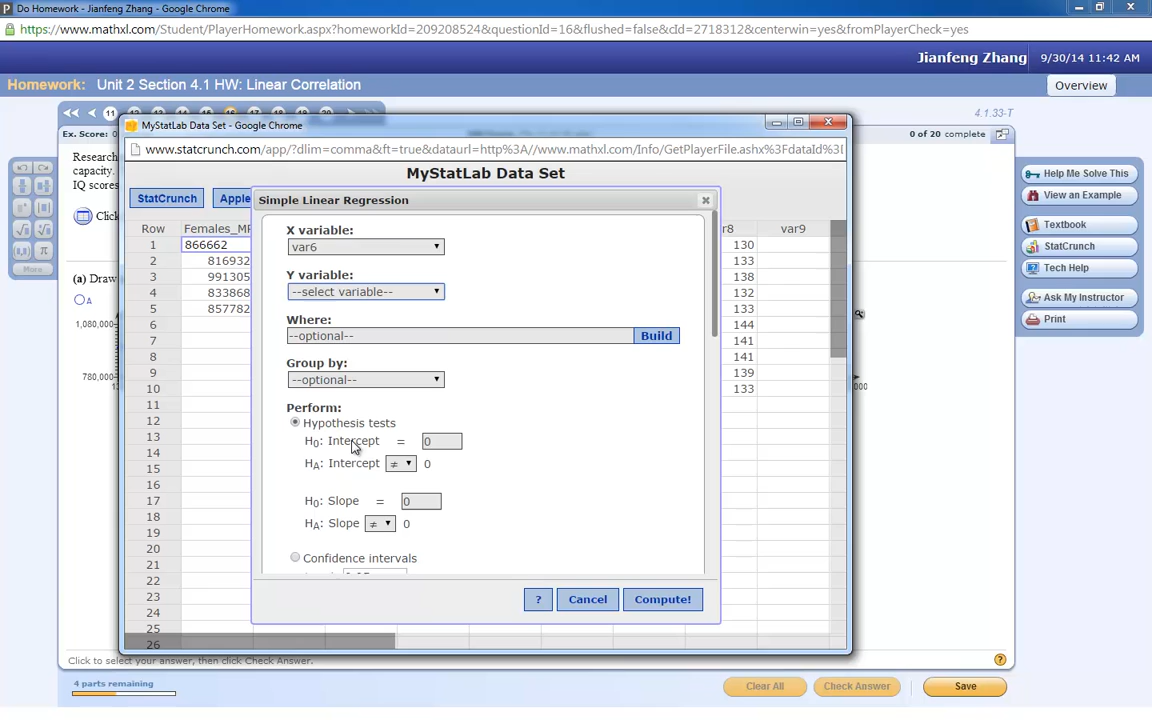 Do Homework - Jianfeng Zhang - Google Chrome
https://www.mathxl.com/Student/PlayerHomework.aspx?homeworkId=209208524&questionId=16&flushed=false&cId=2718312&centerwin=yes&fromPlayerCheck=yes
Jianfeng Zhang 9/30/14 11:42 AM
Homework: Unit 2 Section 4.1 HW: Linear Correlation
Overview
11
4.1.33-T
Ex. Score: 0
0 of 20 complete
MyStatLab Data Set - Google Chrome
www.statcrunch.com/app/?dlim=comma&ft=true&dataurl=http%3A//www.mathxl.com/Info/GetPlayerFile.ashx%3FdataId%3D
MyStatLab Data Set
StatCrunch
Apple
Research
capacity.
IQ scores
Click
(a) Draw
A
1,080,000
780,000
000
More
Row Females_MR r8 var9
1 866662 130
2 816932 133
3 991305 138
4 833868 132
5 857782 133
6 144
7 141
8 141
9 139
10 133
11
12
13
14
15
16
17
18
19
20
21
22
23
24
25
26
Simple Linear Regression
X variable:
var6
Y variable:
--select variable--
Where:
--optional--
Build
Group by:
--optional--
Perform:
Hypothesis tests
H0: Intercept = 0
HA: Intercept ≠ 0
H0: Slope = 0
HA: Slope ≠ 0
Confidence intervals
? Cancel Compute!
Help Me Solve This
View an Example
Textbook
StatCrunch
Tech Help
Ask My Instructor
Print
Click to select your answer, then click Check Answer.
?
4 parts remaining
Clear All
Check Answer
Save